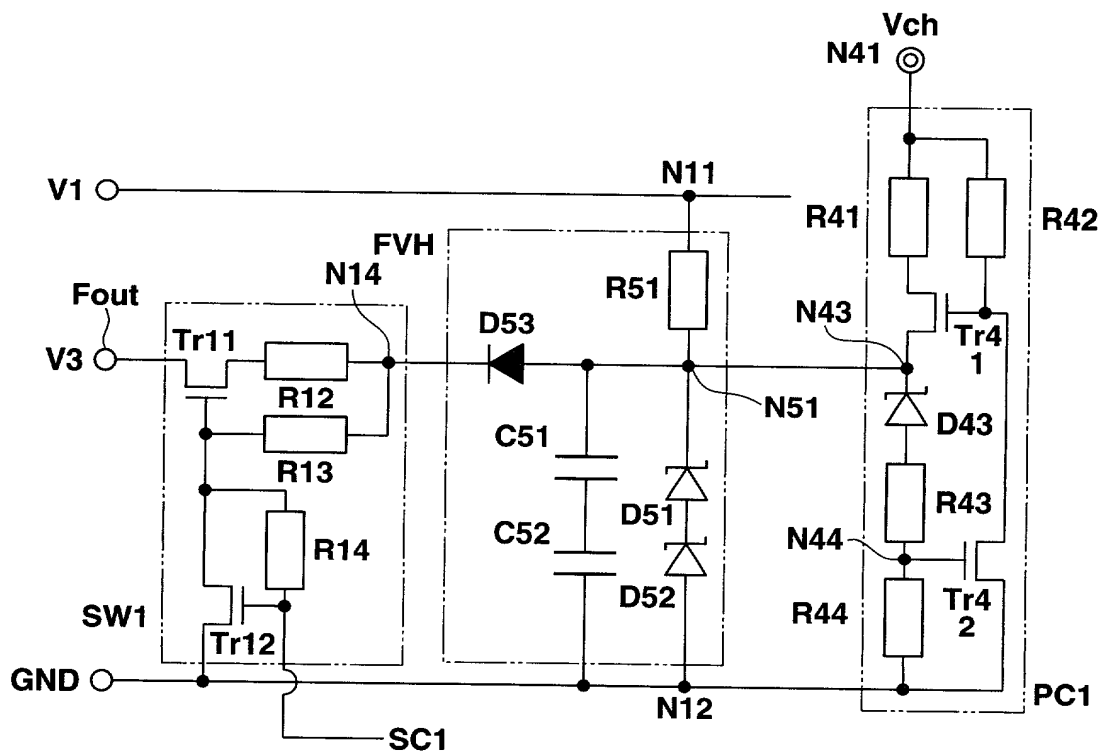 Vch
N41
V1
N11
R41
R42
FVH
N14
R51
Fout
D53
N43
Tr4
1
Tr11
V3
R12
N51
D43
C51
R13
R43
D51
C52
N44
R14
D52
Tr4
2
R44
SW1
Tr12
GND
N12
PC1
SC1